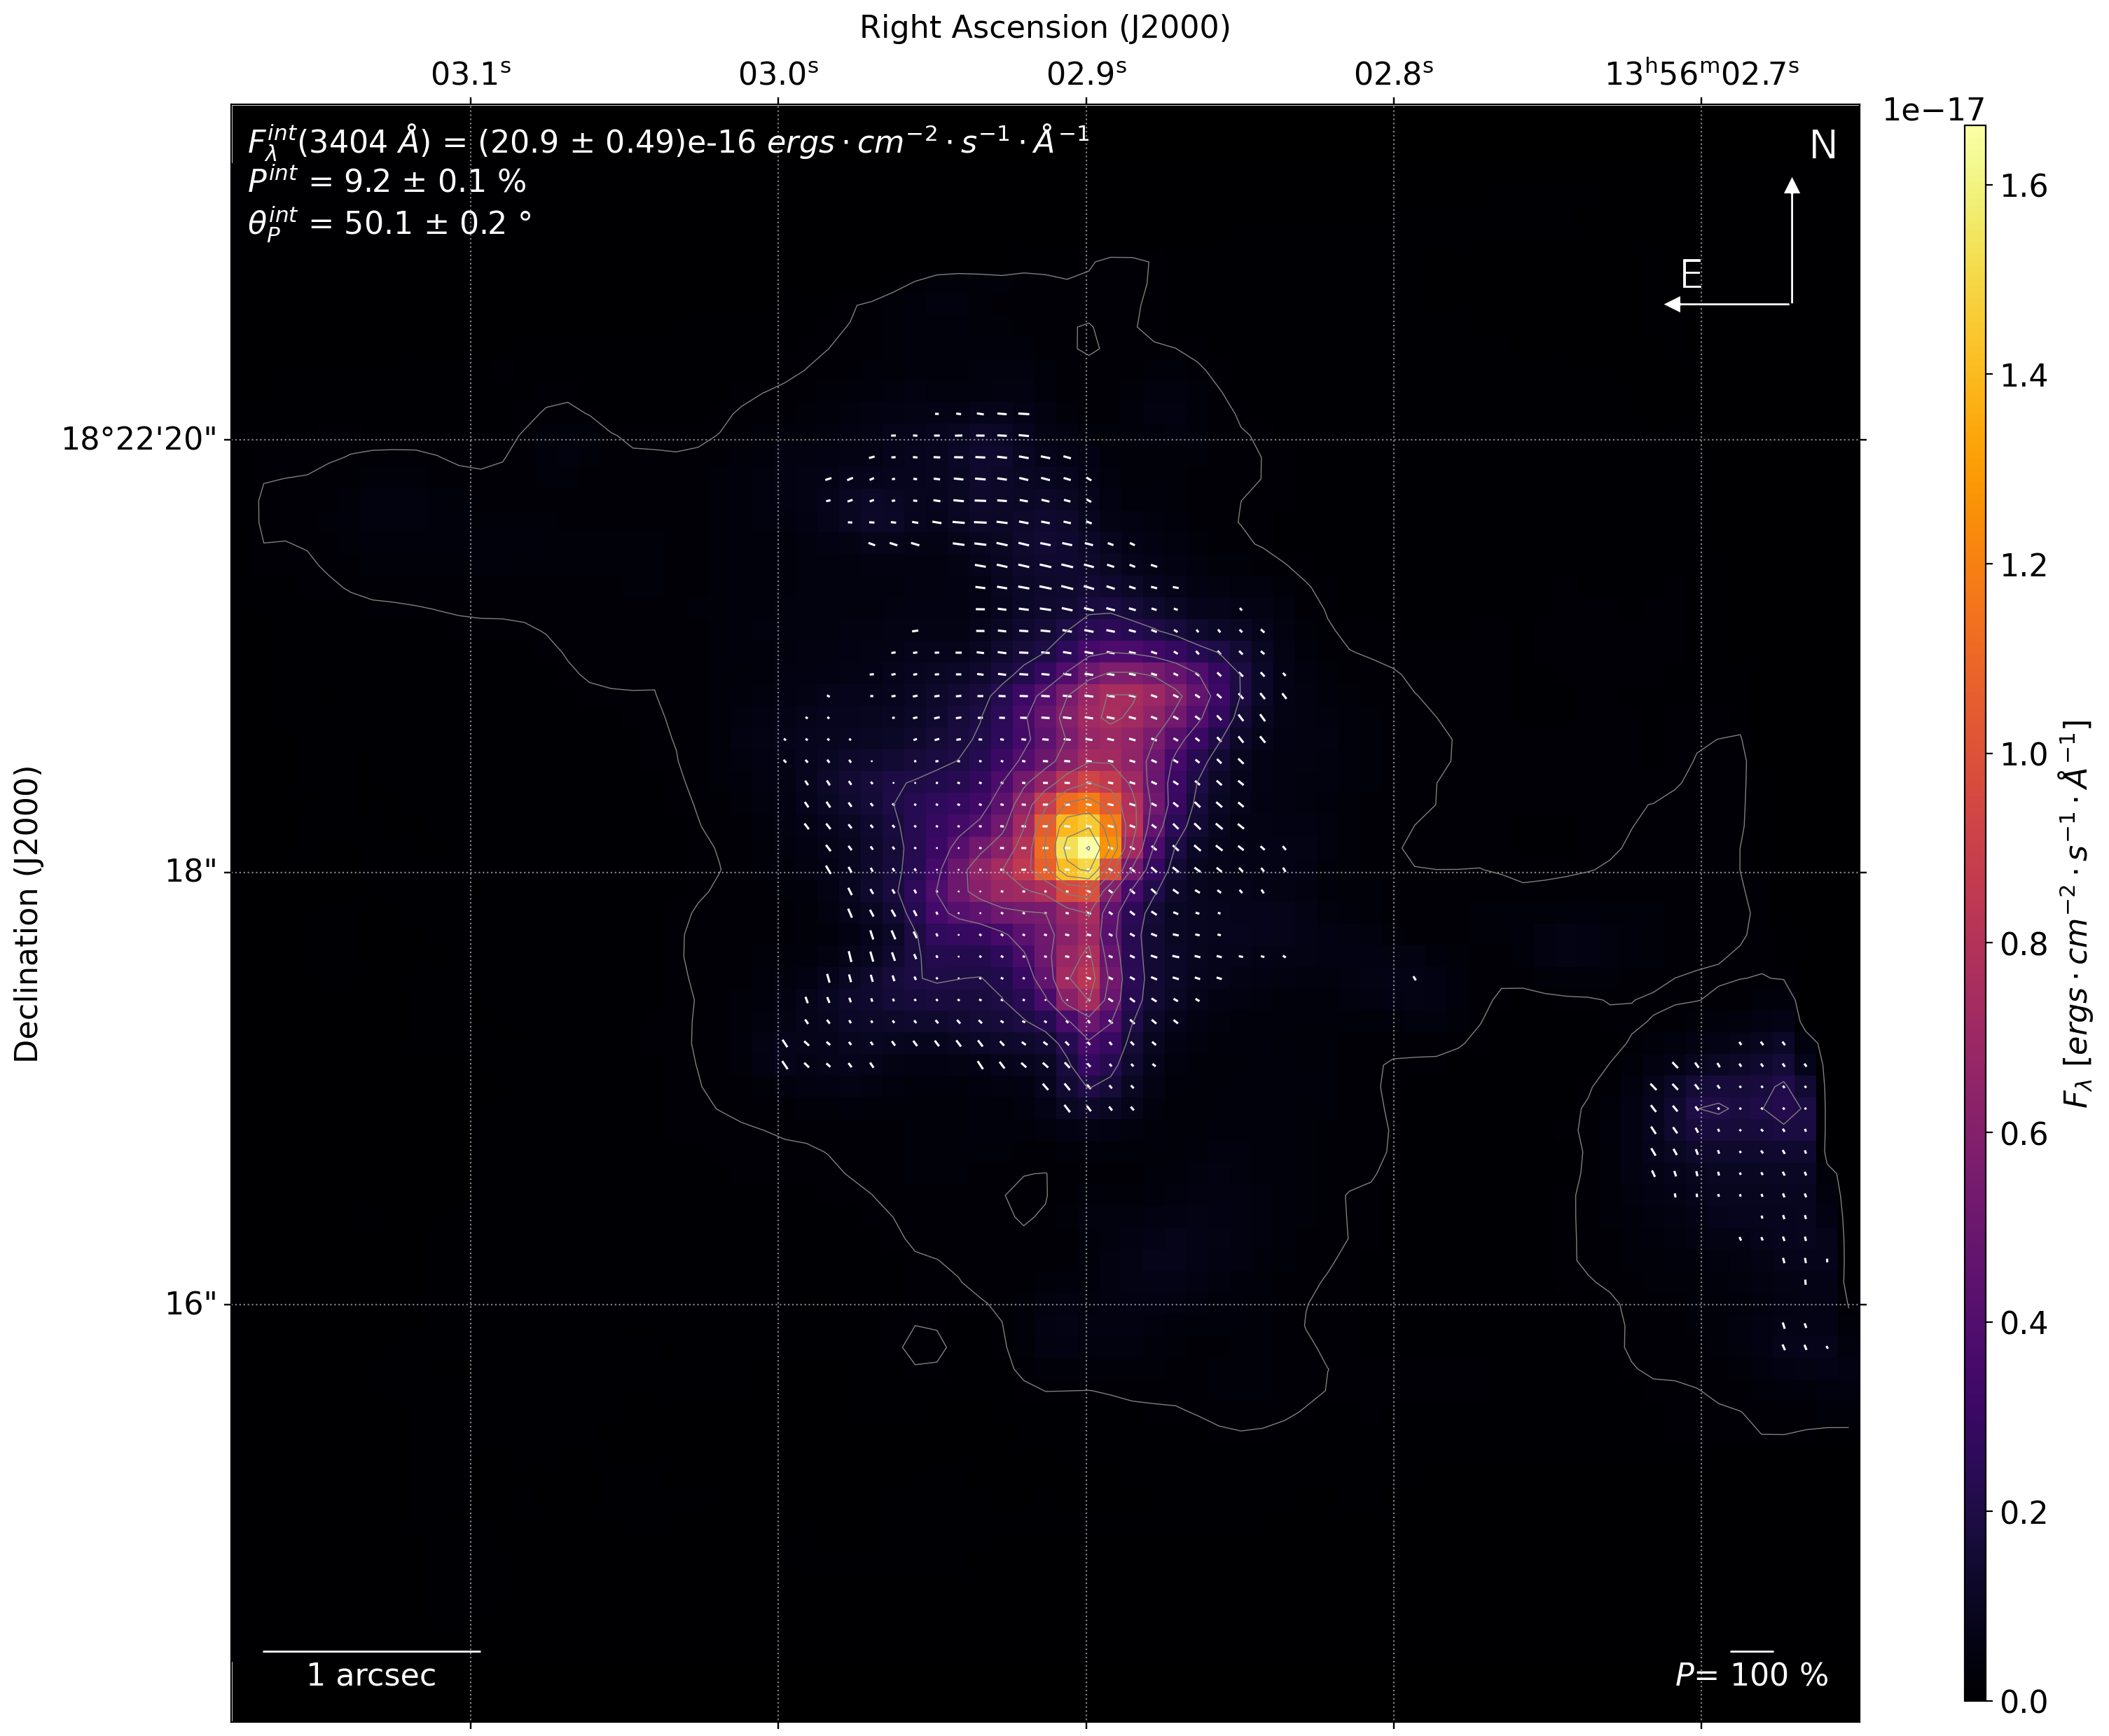 Right Ascension (J2000)
03.1ˢ 03.0ˢ 02.9ˢ 02.8ˢ 13ʰ56ᵐ02.7ˢ
1e−17
F_λ^int(3404 Å) = (20.9 ± 0.49)e-16 ergs · cm⁻² · s⁻¹ · Å⁻¹
P^int = 9.2 ± 0.1 %
θ_P^int = 50.1 ± 0.2 °
N
E
18°22'20"
18"
16"
Declination (J2000)
1 arcsec
P= 100 %
1.6
1.4
1.2
1.0
0.8
0.6
0.4
0.2
0.0
F_λ [ergs · cm⁻² · s⁻¹ · Å⁻¹]